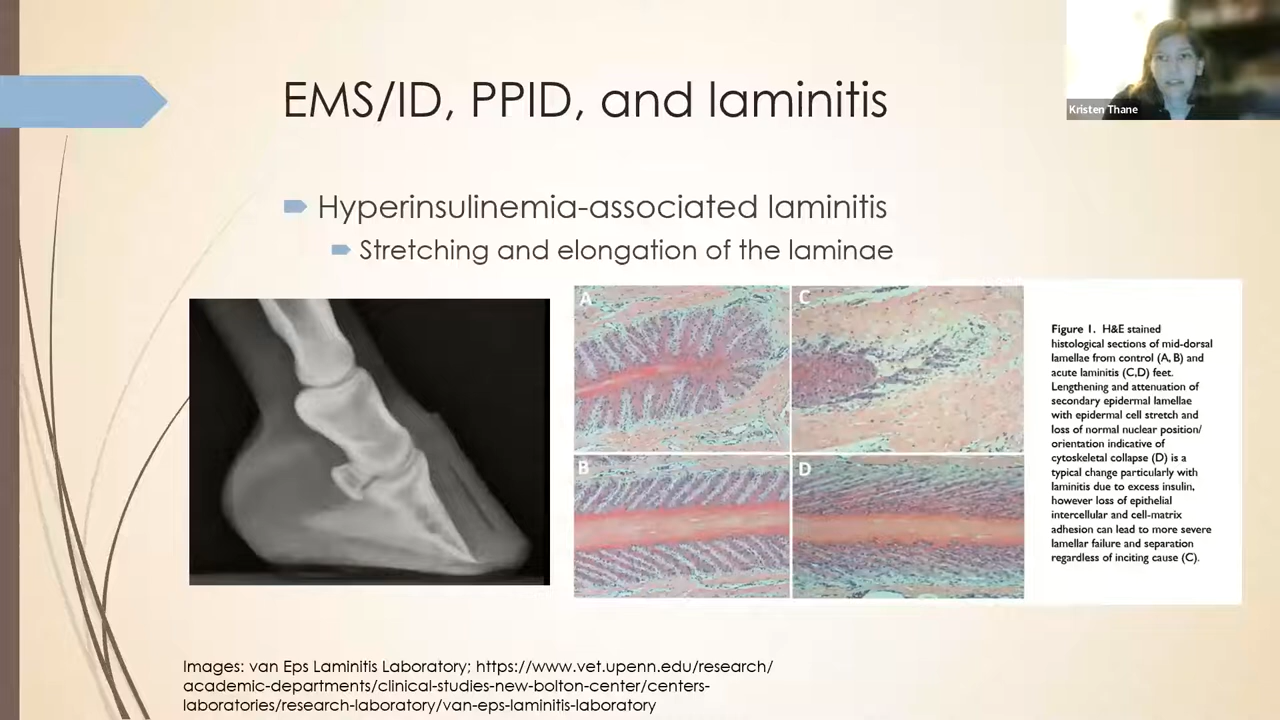 Kristen Thane
EMS/ID, PPID, and laminitis
Hyperinsulinemia-associated laminitis
Stretching and elongation of the laminae
A
C
B
D
Figure 1. H&E stained
histological sections of mid-dorsal
lamellae from control (A, B) and
acute laminitis (C,D) feet.
Lengthening and attenuation of
secondary epidermal lamellae
with epidermal cell stretch and
loss of normal nuclear position/
orientation indicative of
cytoskeletal collapse (D) is a
typical change particularly with
laminitis due to excess insulin,
however loss of epithelial
intercellular and cell-matrix
adhesion can lead to more severe
lamellar failure and separation
regardless of inciting cause (C).
Images: van Eps Laminitis Laboratory; https://www.vet.upenn.edu/research/
academic-departments/clinical-studies-new-bolton-center/centers-
laboratories/research-laboratory/van-eps-laminitis-laboratory